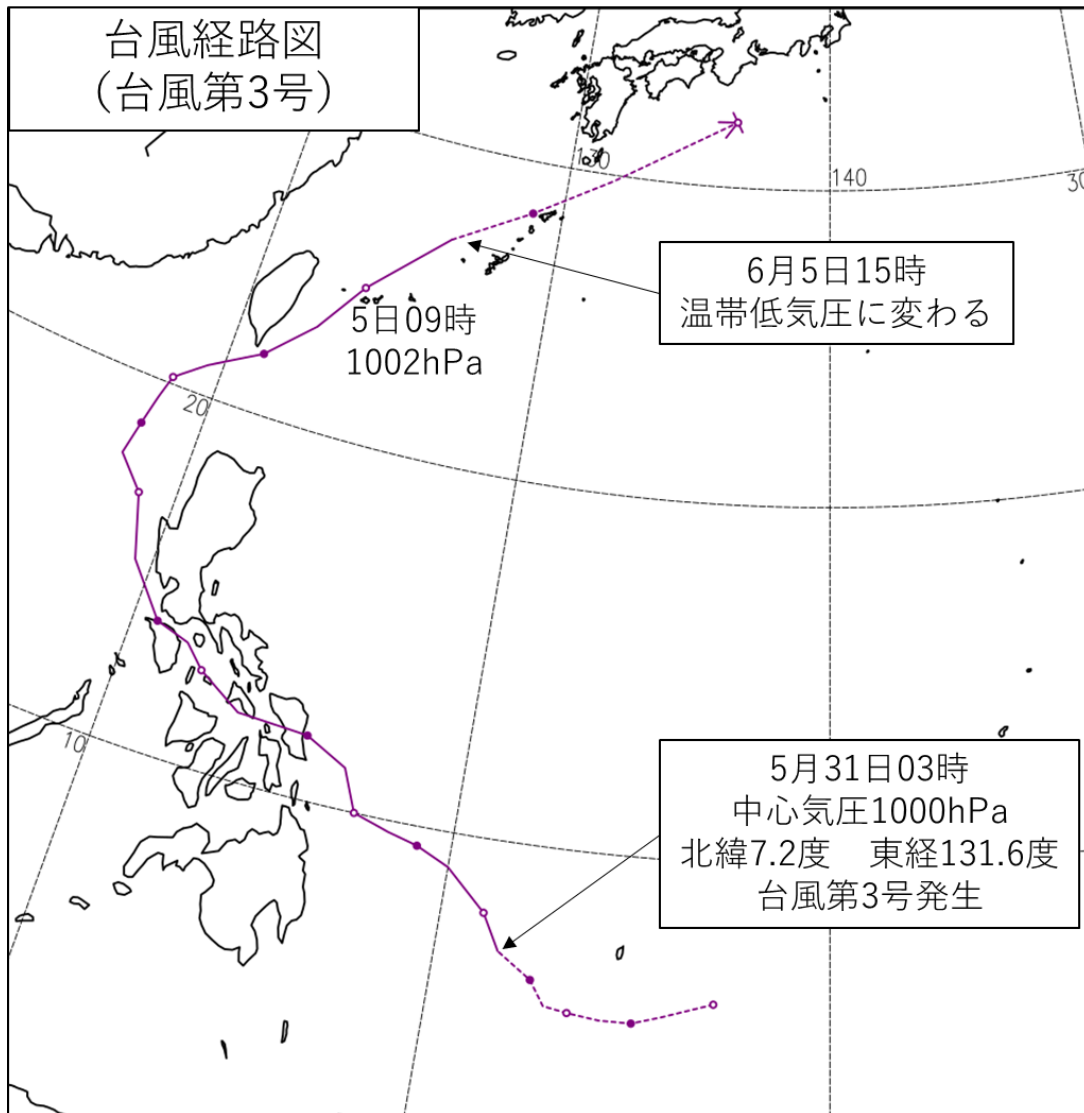 台風経路図
（台風第3号）
130
140
30
6月5日15時
温帯低気圧に変わる
5日09時
1002hPa
20
10
5月31日03時
中心気圧1000hPa
北緯7.2度　東経131.6度
台風第3号発生